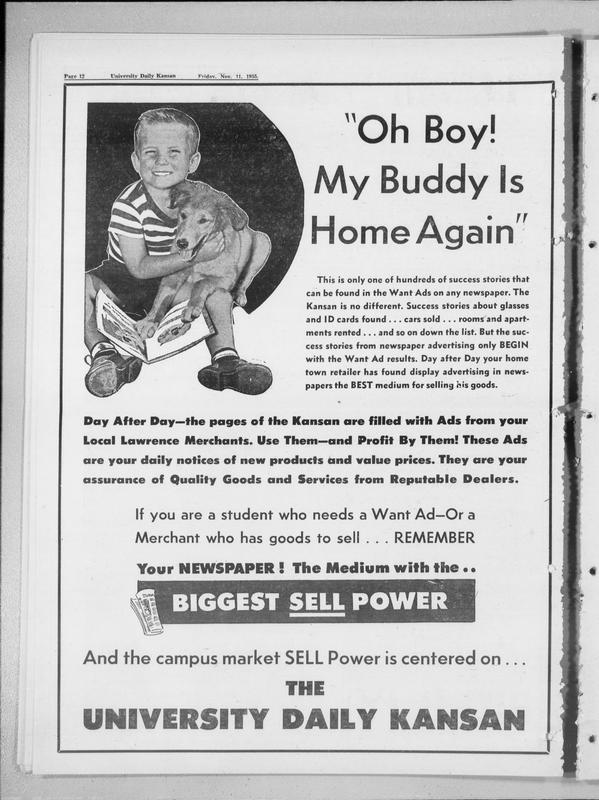 Page 12 University Daily Kansan Friday, Nov. 11, 1955.
"Oh Boy!
My Buddy Is
Home Again"
This is only one of hundreds of success stories that
can be found in the Want Ads on any newspaper. The
Kansan is no different. Success stories about glasses
and ID cards found . . . cars sold . . . rooms and apart-
ments rented . . . and so on down the list. But the suc-
cess stories from newspaper advertising only BEGIN
with the Want Ad results. Day after Day your home
town retailer has found display advertising in news-
papers the BEST medium for selling his goods.
Day After Day—the pages of the Kansan are filled with Ads from your
Local Lawrence Merchants. Use Them—and Profit By Them! These Ads
are your daily notices of new products and value prices. They are your
assurance of Quality Goods and Services from Reputable Dealers.
If you are a student who needs a Want Ad—Or a
Merchant who has goods to sell . . . REMEMBER
Your NEWSPAPER! The Medium with the ..
BIGGEST SELL POWER
And the campus market SELL Power is centered on . . .
THE
UNIVERSITY DAILY KANSAN